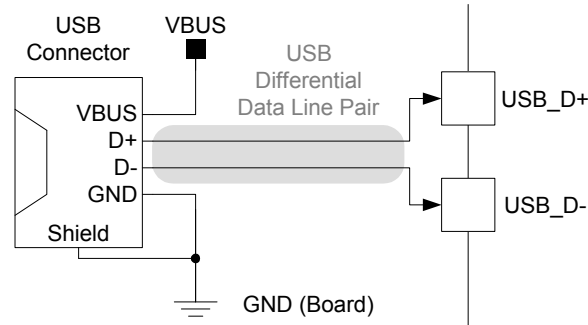 USB
Connector
VBUS
USB
Differential
Data Line Pair
VBUS
D+
D-
GND
Shield
USB_D+
USB_D-
GND (Board)